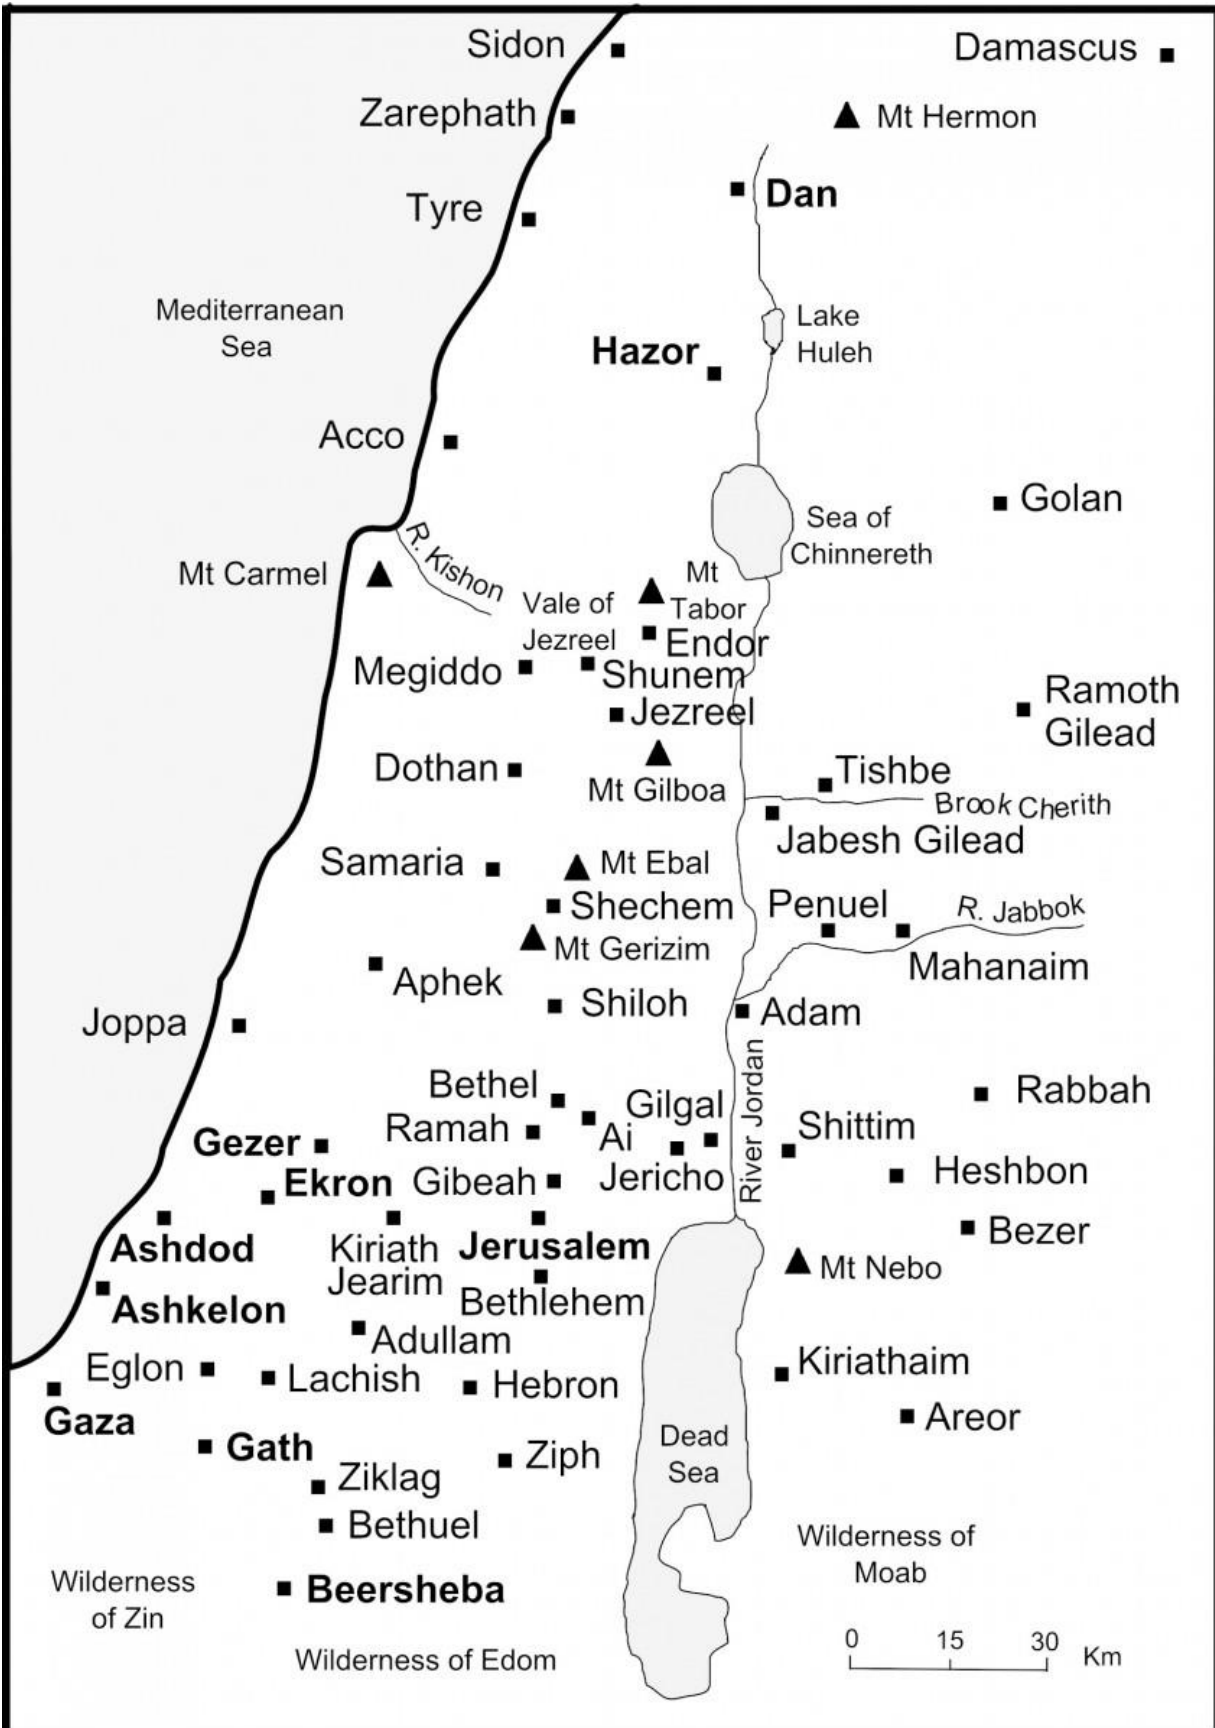 Sidon
Damascus
Zarephath
Mt Hermon
Dan
Tyre
Mediterranean
Sea
Lake
Huleh
Hazor
Acco
Golan
Sea of
Chinnereth
R. Kishon
Mt Carmel
Mt
Tabor
Vale of
Jezreel
Endor
Megiddo
Shunem
Ramoth
Gilead
Jezreel
Dothan
Tishbe
Mt Gilboa
Brook Cherith
Jabesh Gilead
Samaria
Mt Ebal
Shechem
Penuel
R. Jabbok
Mt Gerizim
Mahanaim
Aphek
Shiloh
Adam
Joppa
River Jordan
Bethel
Rabbah
Gilgal
Ramah
Ai
Shittim
Gezer
Ekron
Gibeah
Jericho
Heshbon
Bezer
Ashdod
Kiriath
Jearim
Jerusalem
Mt Nebo
Ashkelon
Bethlehem
Adullam
Eglon
Lachish
Hebron
Kiriathaim
Gaza
Areor
Gath
Dead
Sea
Ziph
Ziklag
Bethuel
Wilderness of
Moab
Wilderness
of Zin
Beersheba
Wilderness of Edom
0 15 30
Km